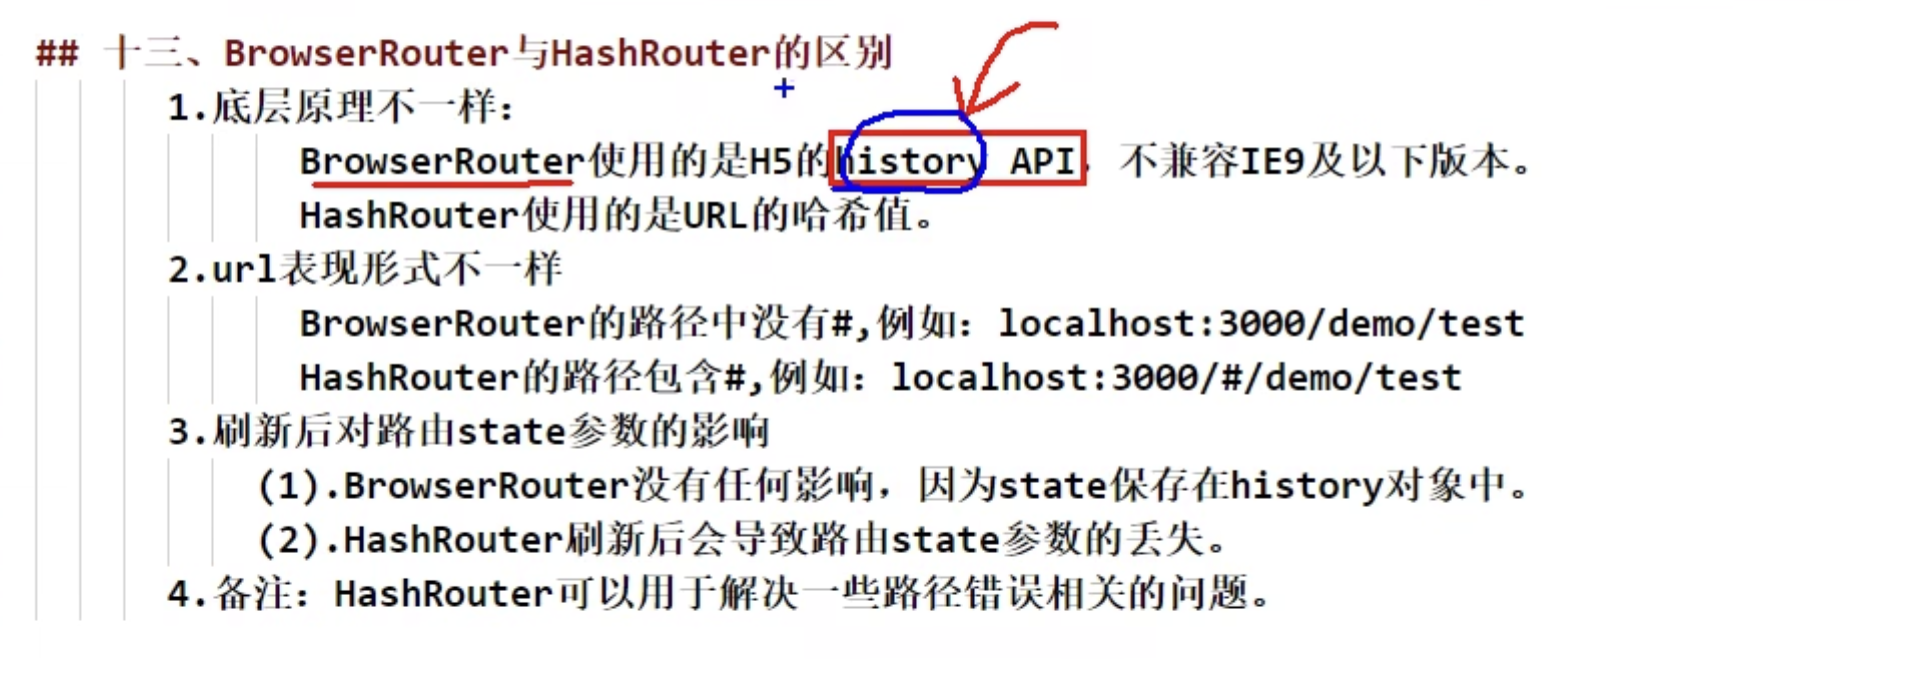 ## 十三、BrowserRouter与HashRouter的区别
1.底层原理不一样：
BrowserRouter使用的是H5的history API，不兼容IE9及以下版本。
HashRouter使用的是URL的哈希值。
2.url表现形式不一样
BrowserRouter的路径中没有#,例如：localhost:3000/demo/test
HashRouter的路径包含#,例如：localhost:3000/#/demo/test
3.刷新后对路由state参数的影响
(1).BrowserRouter没有任何影响，因为state保存在history对象中。
(2).HashRouter刷新后会导致路由state参数的丢失。
4.备注：HashRouter可以用于解决一些路径错误相关的问题。